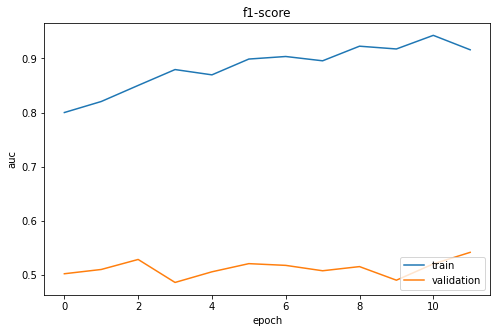 f1-score
auc
0.9
0.8
0.7
0.6
0.5
0 2 4 6 8 10
epoch
train
validation